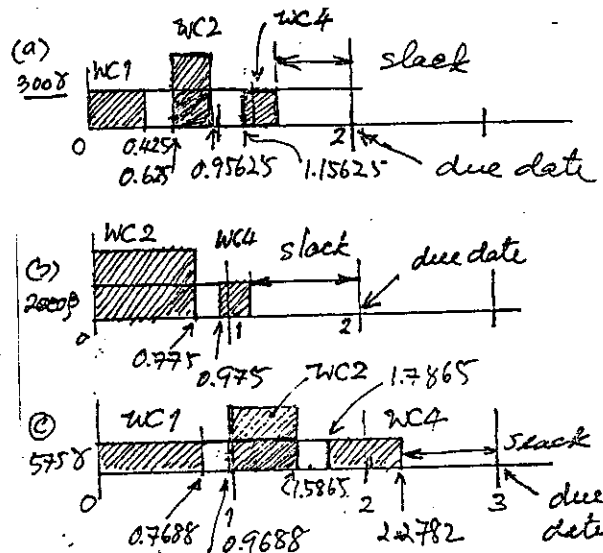 (a)
300γ
WC1
WC2
WC4
slack
0
0.425
0.625
0.95625
1.15625
2
due date
(b)
WC2
WC4
slack
due date
0
0.775
0.975
1
2
(c)
575γ
WC1
WC2
1.7865
WC4
slack
0
0.7688
1
0.9688
1.5865
2
2.2782
3
due
date